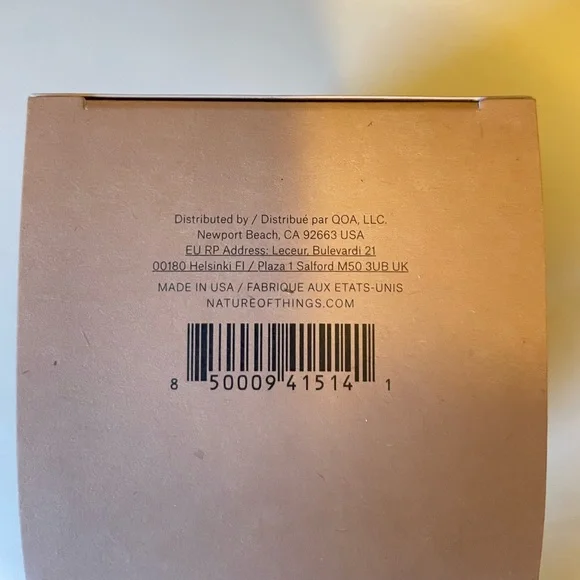 Distributed by / Distribué par QOA, LLC.
Newport Beach, CA 92663 USA
EU RP Address: Leceur, Bulevardi 21
00180 Helsinki FI / Plaza 1 Salford M50 3UB UK
MADE IN USA / FABRIQUE AUX ETATS-UNIS
NATUREOFTHINGS.COM
8 50009 41514 1